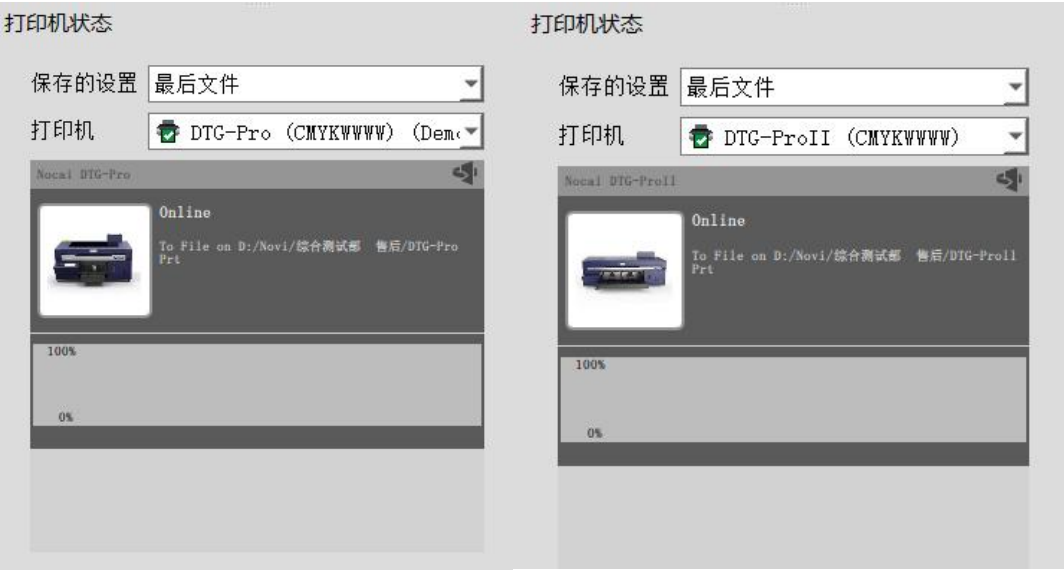 打印机状态
保存的设置 最后文件
打印机 DTG-Pro (CMYKWWWW) (Dem
Nocai DTG-Pro
Online
To File on D:/Novi/综合测试部 售后/DTG-Pro
Prt
100%
0%
打印机状态
保存的设置 最后文件
打印机 DTG-ProII (CMYKWWWW)
Nocai DTG-ProII
Online
To File on D:/Novi/综合测试部 售后/DTG-ProII
Prt
100%
0%